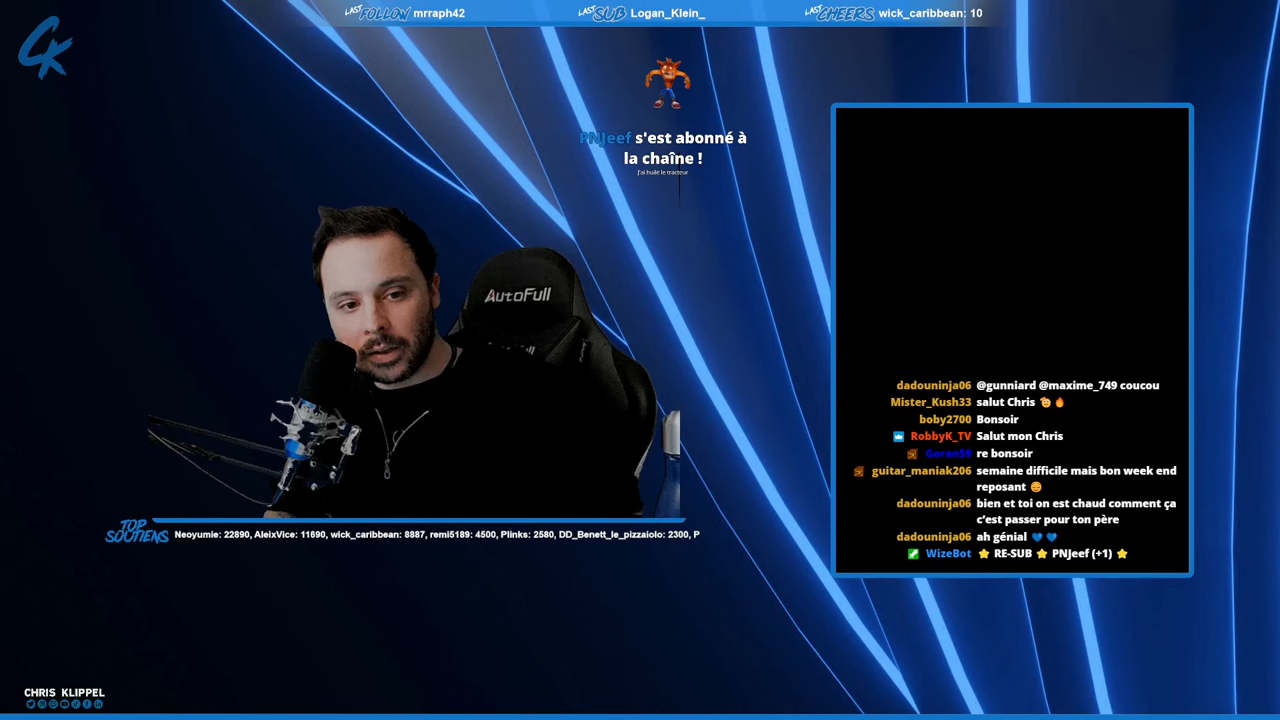 LAST FOLLOW mrraph42
LAST SUB Logan_Klein_
LAST CHEERS wick_caribbean: 10
CK
PNJeef s'est abonné à
la chaîne !
J'ai huilé le tracteur
AutoFull
dadouninja06 @gunniard @maxime_749 coucou
Mister_Kush33 salut Chris
boby2700 Bonsoir
RobbyK_TV Salut mon Chris
Goran59 re bonsoir
guitar_maniak206 semaine difficile mais bon week end
reposant
dadouninja06 bien et toi on est chaud comment ça
c'est passer pour ton père
dadouninja06 ah génial 💙 💙
WizeBot ⭐ RE-SUB ⭐ PNJeef (+1) ⭐
TOP SOUTIENS Neoyumie: 22890, AleixVice: 11690, wick_caribbean: 8887, remi5189: 4500, Plinks: 2580, DD_Benett_le_pizzaiolo: 2300, P
CHRIS KLIPPEL